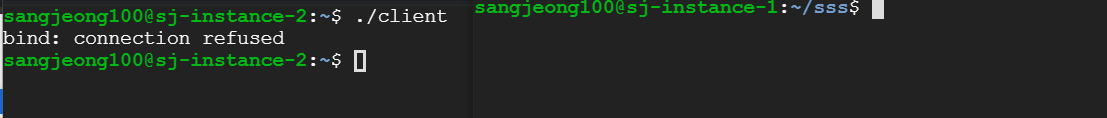 sangjeong100@sj-instance-2:~$ ./client
bind: connection refused
sangjeong100@sj-instance-2:~$
sangjeong100@sj-instance-1:~/sss$